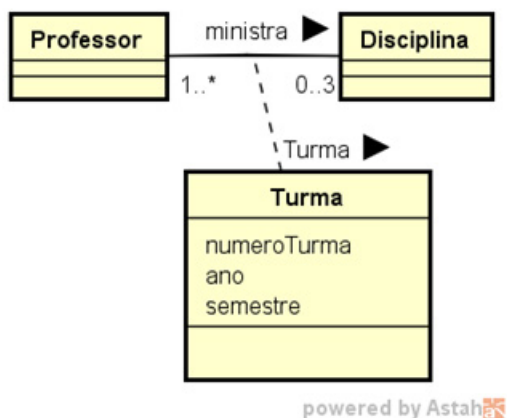 Professor
ministra ▶
Disciplina
1..*
0..3
Turma ▶
Turma
numeroTurma
ano
semestre
powered by Astah